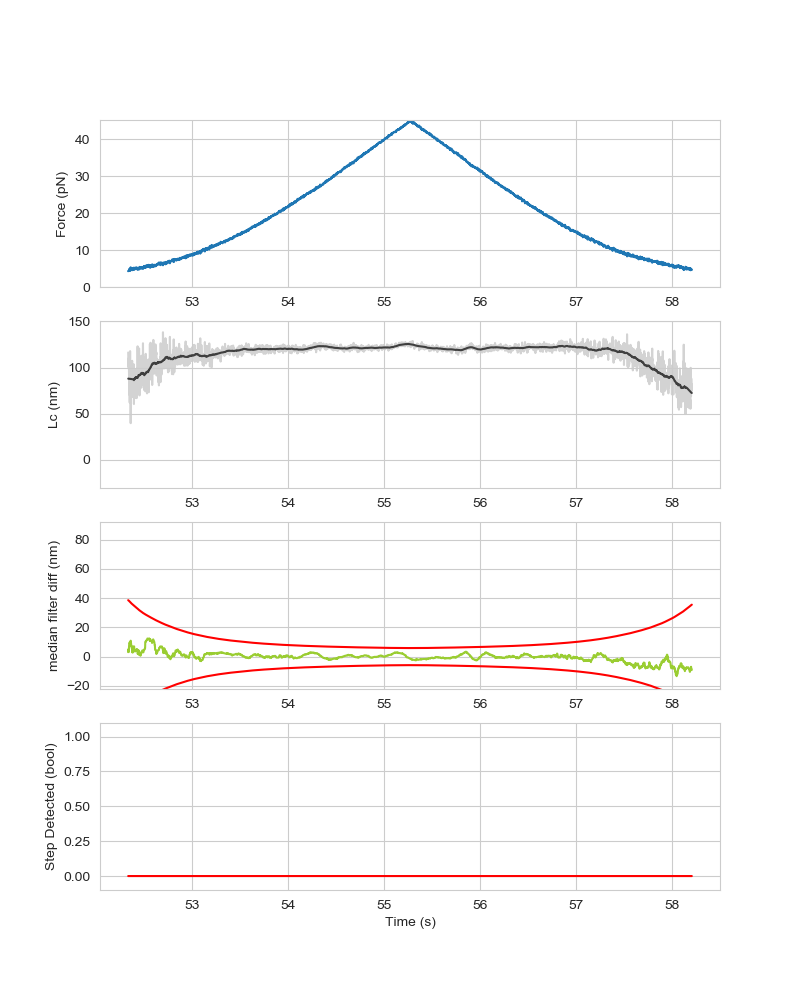 Force (pN)
40
30
20
10
0
53 54 55 56 57 58
Lc (nm)
150
100
50
0
53 54 55 56 57 58
median filter diff (nm)
80
60
40
20
0
−20
53 54 55 56 57 58
Step Detected (bool)
1.00
0.75
0.50
0.25
0.00
53 54 55 56 57 58
Time (s)